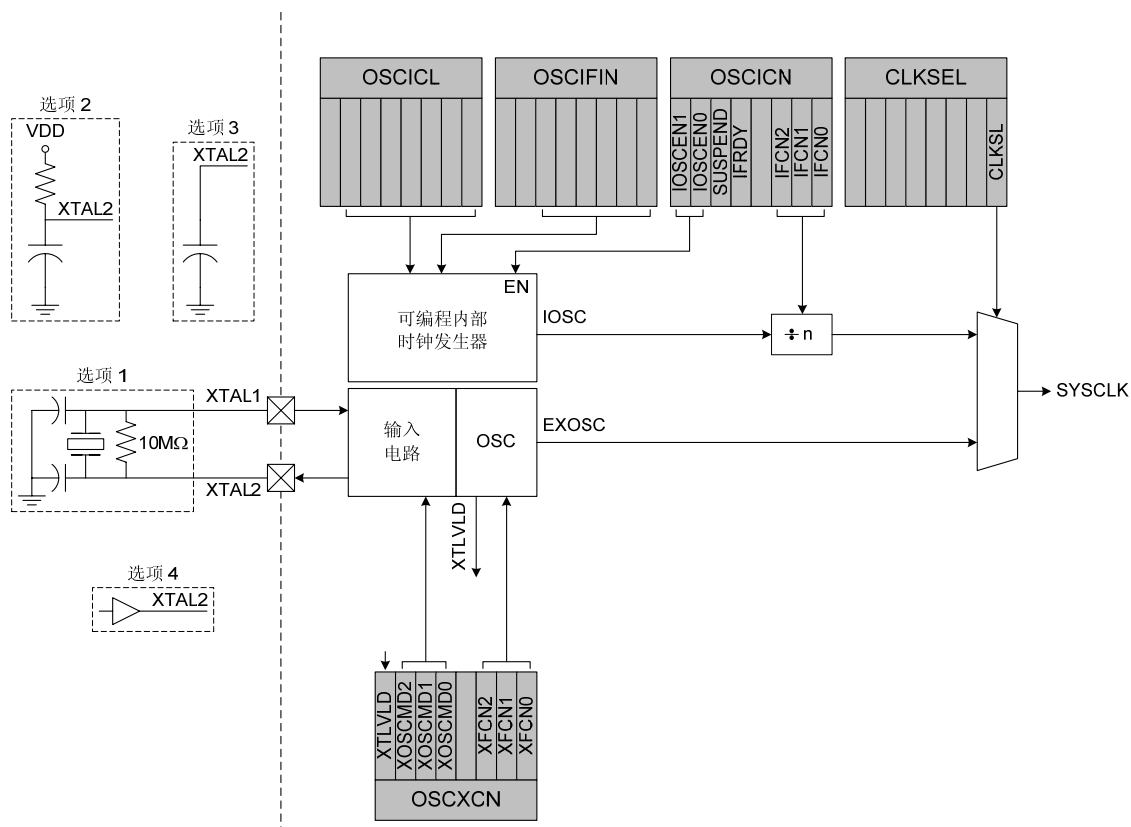 OSCICL
OSCIFIN
OSCICN
CLKSEL
IOSCEN1
IOSCEN0
SUSPEND
IFRDY
IFCN2
IFCN1
IFCN0
CLKSL
选项 2
VDD
XTAL2
选项 3
XTAL2
EN
可编程内部
时钟发生器
IOSC
÷ n
SYSCLK
选项 1
XTAL1
10MΩ
XTAL2
输入
电路
OSC
EXOSC
XTLVLD
选项 4
XTAL2
XTLVLD
XOSCMD2
XOSCMD1
XOSCMD0
XFCN2
XFCN1
XFCN0
OSCXCN